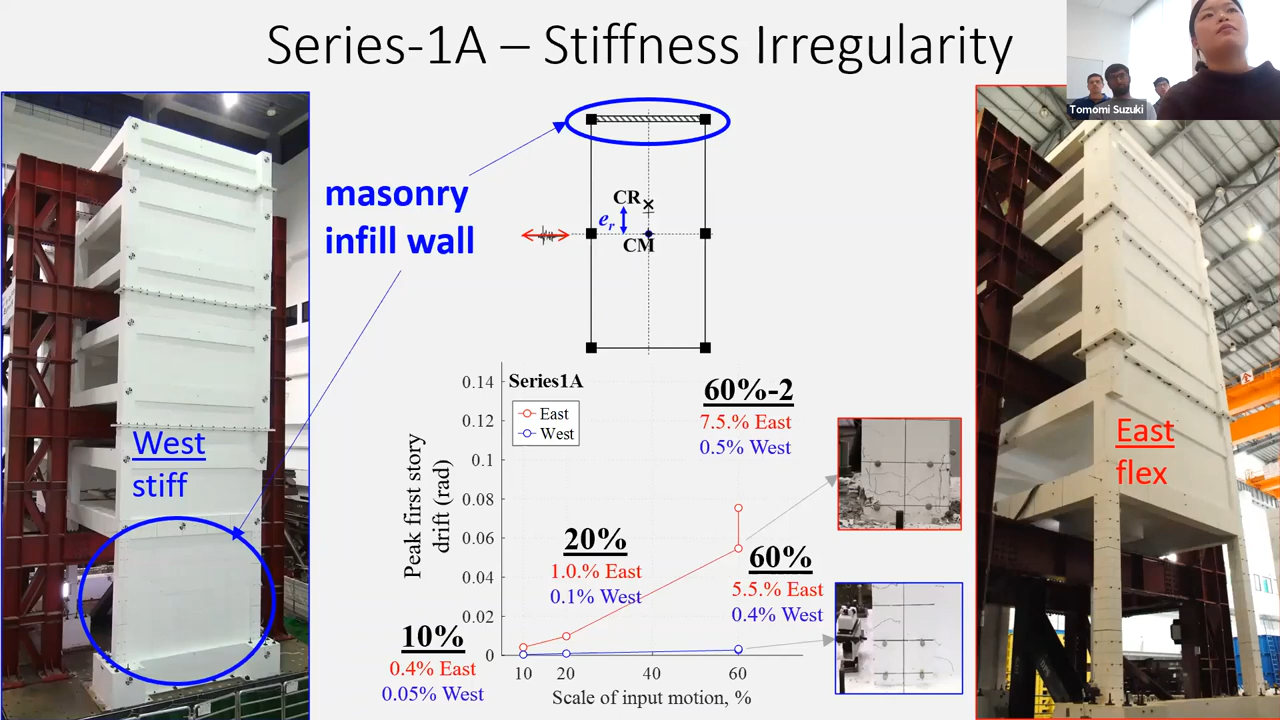 Series-1A – Stiffness Irregularity
Tomomi Suzuki
masonry
infill wall
CR
er
CM
West
stiff
East
flex
Series1A
East
West
0.14
0.12
0.1
0.08
0.06
0.04
0.02
0
Peak first story
drift (rad)
10
20
40
60
Scale of input motion, %
10%
0.4% East
0.05% West
20%
1.0.% East
0.1% West
60%-2
7.5.% East
0.5% West
60%
5.5.% East
0.4% West